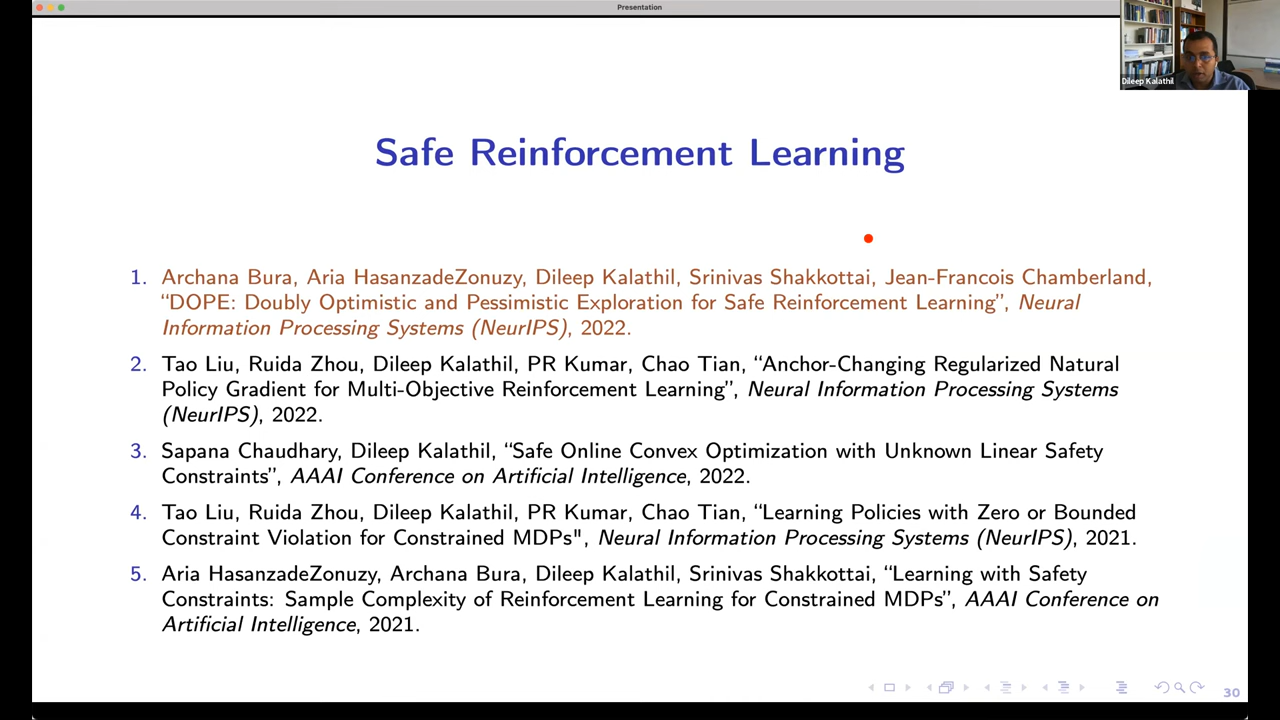 Presentation
Dileep Kalathil
Safe Reinforcement Learning
1. Archana Bura, Aria HasanzadeZonuzy, Dileep Kalathil, Srinivas Shakkottai, Jean-Francois Chamberland,
“DOPE: Doubly Optimistic and Pessimistic Exploration for Safe Reinforcement Learning”, Neural
Information Processing Systems (NeurIPS), 2022.
2. Tao Liu, Ruida Zhou, Dileep Kalathil, PR Kumar, Chao Tian, “Anchor-Changing Regularized Natural
Policy Gradient for Multi-Objective Reinforcement Learning”, Neural Information Processing Systems
(NeurIPS), 2022.
3. Sapana Chaudhary, Dileep Kalathil, “Safe Online Convex Optimization with Unknown Linear Safety
Constraints”, AAAI Conference on Artificial Intelligence, 2022.
4. Tao Liu, Ruida Zhou, Dileep Kalathil, PR Kumar, Chao Tian, “Learning Policies with Zero or Bounded
Constraint Violation for Constrained MDPs", Neural Information Processing Systems (NeurIPS), 2021.
5. Aria HasanzadeZonuzy, Archana Bura, Dileep Kalathil, Srinivas Shakkottai, “Learning with Safety
Constraints: Sample Complexity of Reinforcement Learning for Constrained MDPs”, AAAI Conference on
Artificial Intelligence, 2021.
30